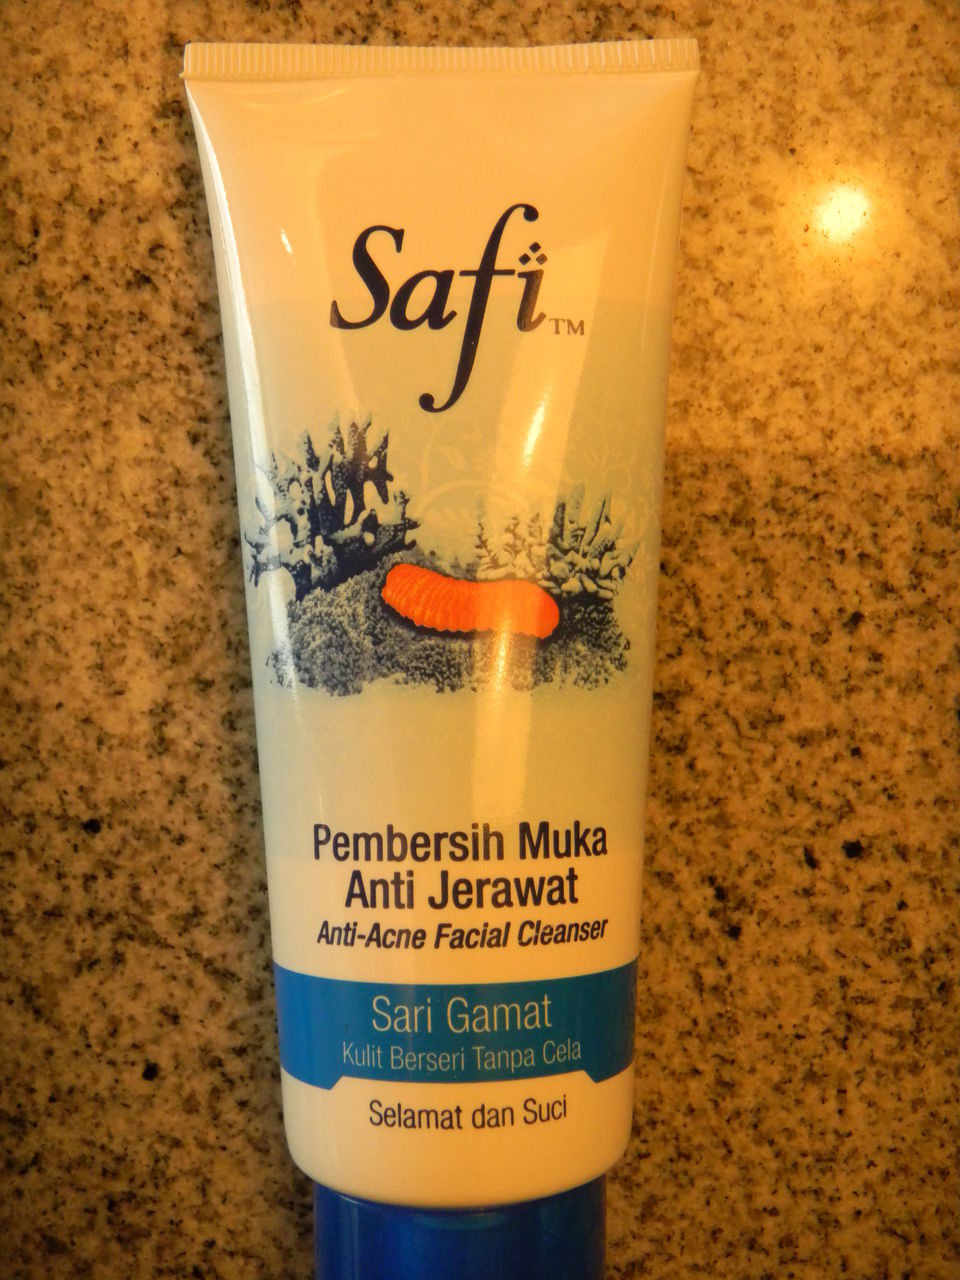 Safi™
Pembersih Muka
Anti Jerawat
Anti-Acne Facial Cleanser
Sari Gamat
Kulit Berseri Tanpa Cela
Selamat dan Suci